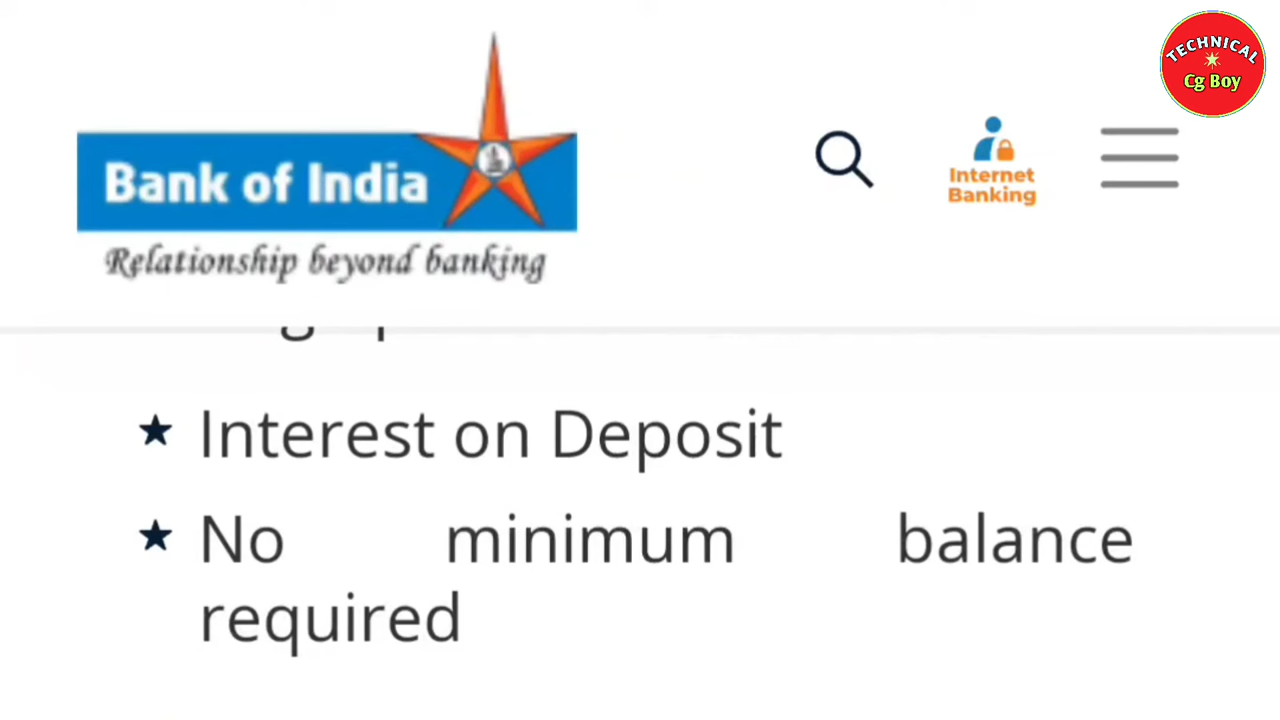 TECHNICAL
Cg Boy
Bank of India
Relationship beyond banking
Internet
Banking
Interest on Deposit
No minimum balance
required